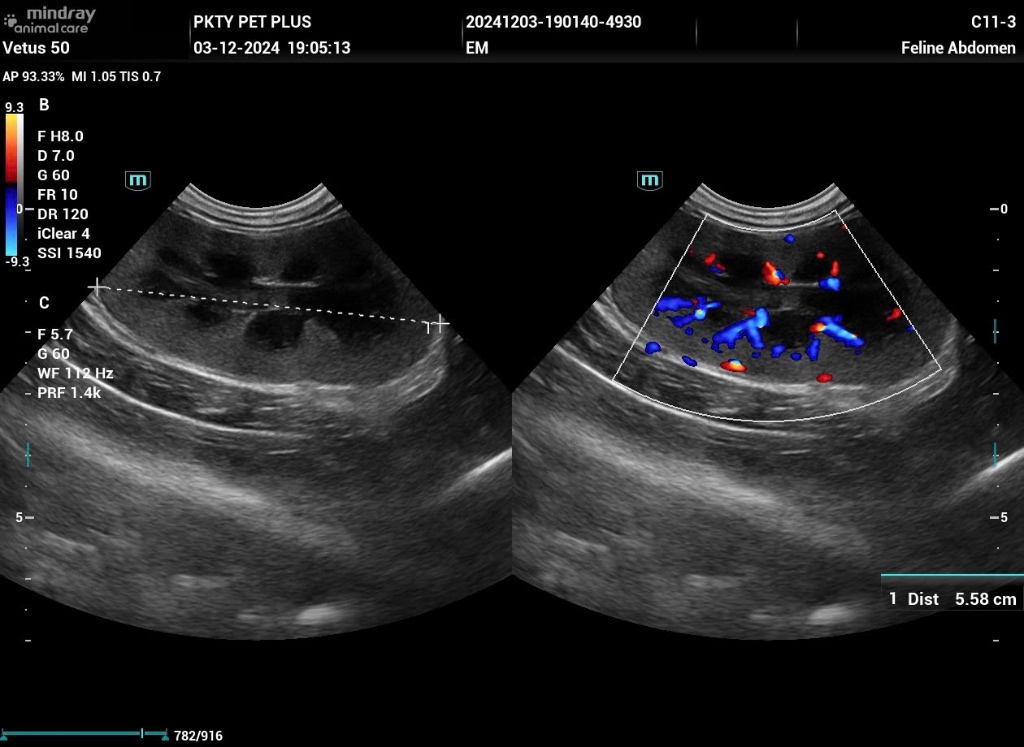 mindray
animalcare
PKTY PET PLUS
20241203-190140-4930
C11-3
Vetus 50
03-12-2024 19:05:13
EM
Feline Abdomen
AP 93.33% MI 1.05 TIS 0.7
9.3
B
F H8.0
D 7.0
G 60
FR 10
DR 120
iClear 4
SSI 1540
0
-9.3
C
F 5.7
G 60
WF 112 Hz
PRF 1.4k
5
m
1
m
0
5
1 Dist 5.58 cm
782/916